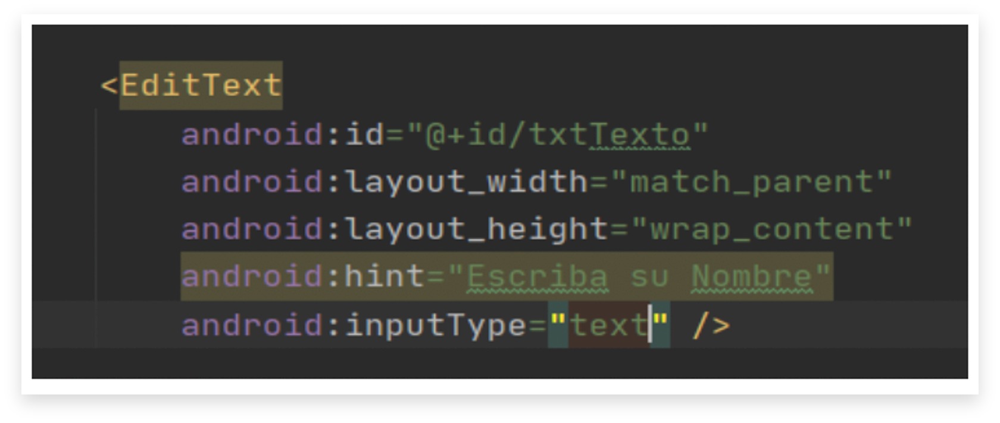 <EditText
android:id="@+id/txtTexto"
android:layout_width="match_parent"
android:layout_height="wrap_content"
android:hint="Escriba su Nombre"
android:inputType="text" />